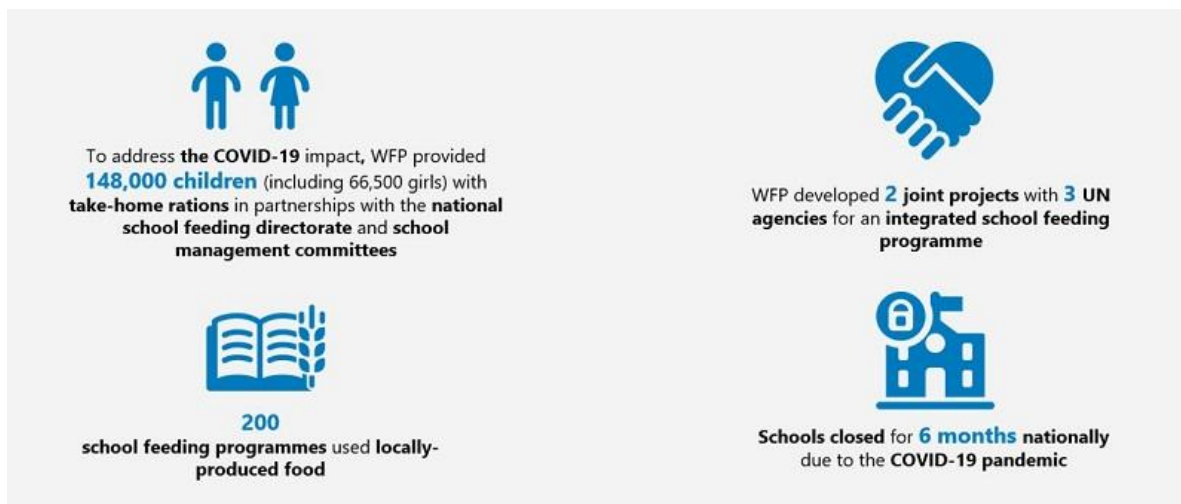 To address the COVID-19 impact, WFP provided
148,000 children (including 66,500 girls) with
take-home rations in partnerships with the national
school feeding directorate and school
management committees
WFP developed 2 joint projects with 3 UN
agencies for an integrated school feeding
programme
200
school feeding programmes used locally-
produced food
Schools closed for 6 months nationally
due to the COVID-19 pandemic